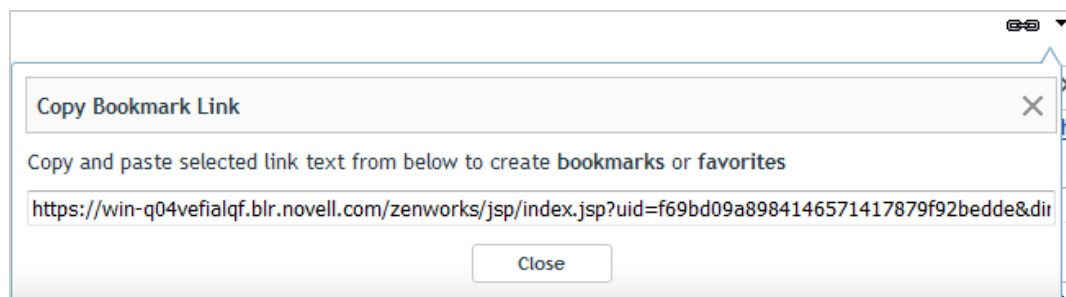 Copy Bookmark Link
Copy and paste selected link text from below to create bookmarks or favorites
https://win-q04vefialqf.blr.novell.com/zenworks/jsp/index.jsp?uid=f69bd09a8984146571417879f92bedde&dir
Close